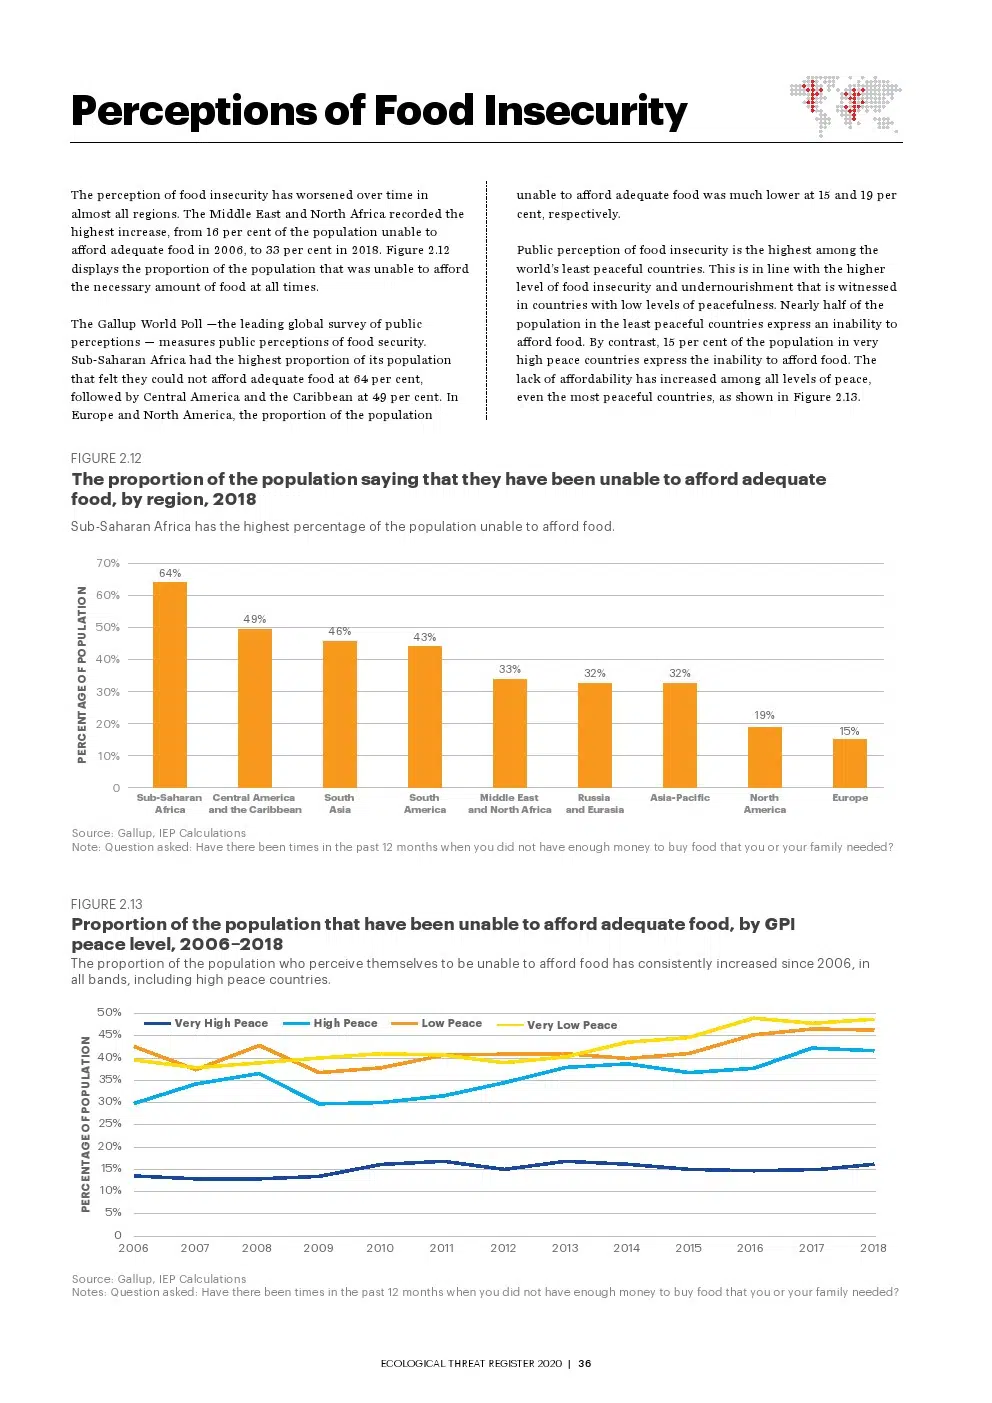 Perceptions of Food Insecurity
The perception of food insecurity has worsened over time in
almost all regions. The Middle East and North Africa recorded the
highest increase, from 16 per cent of the population unable to
afford adequate food in 2006, to 33 per cent in 2018. Figure 2.12
displays the proportion of the population that was unable to afford
the necessary amount of food at all times.
The Gallup World Poll —the leading global survey of public
perceptions — measures public perceptions of food security.
Sub-Saharan Africa had the highest proportion of its population
that felt they could not afford adequate food at 64 per cent,
followed by Central America and the Caribbean at 49 per cent. In
Europe and North America, the proportion of the population
unable to afford adequate food was much lower at 15 and 19 per
cent, respectively.
Public perception of food insecurity is the highest among the
world's least peaceful countries. This is in line with the higher
level of food insecurity and undernourishment that is witnessed
in countries with low levels of peacefulness. Nearly half of the
population in the least peaceful countries express an inability to
afford food. By contrast, 15 per cent of the population in very
high peace countries express the inability to afford food. The
lack of affordability has increased among all levels of peace,
even the most peaceful countries, as shown in Figure 2.13.
FIGURE 2.12
The proportion of the population saying that they have been unable to afford adequate
food, by region, 2018
Sub-Saharan Africa has the highest percentage of the population unable to afford food.
PERCENTAGE OF POPULATION
70%
60%
50%
40%
30%
20%
10%
0
64%
49%
46%
43%
33%
32%
32%
19%
15%
Sub-Saharan
Africa
Central America
and the Caribbean
South
Asia
South
America
Middle East
and North Africa
Russia
and Eurasia
Asia-Pacific
North
America
Europe
Source: Gallup, IEP Calculations
Note: Question asked: Have there been times in the past 12 months when you did not have enough money to buy food that you or your family needed?
FIGURE 2.13
Proportion of the population that have been unable to afford adequate food, by GPI
peace level, 2006–2018
The proportion of the population who perceive themselves to be unable to afford food has consistently increased since 2006, in
all bands, including high peace countries.
PERCENTAGE OF POPULATION
50%
45%
40%
35%
30%
25%
20%
15%
10%
5%
0
Very High Peace
High Peace
Low Peace
Very Low Peace
2006 2007 2008 2009 2010 2011 2012 2013 2014 2015 2016 2017 2018
Source: Gallup, IEP Calculations
Notes: Question asked: Have there been times in the past 12 months when you did not have enough money to buy food that you or your family needed?
ECOLOGICAL THREAT REGISTER 2020 | 36